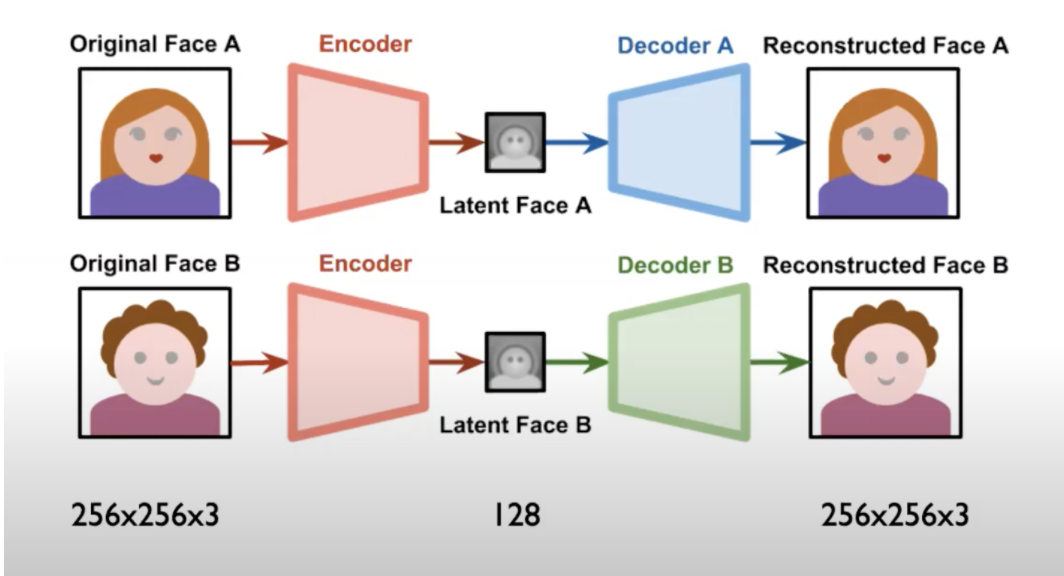 Original Face A
Encoder
Decoder A
Reconstructed Face A
Latent Face A
Original Face B
Encoder
Decoder B
Reconstructed Face B
Latent Face B
256x256x3
128
256x256x3